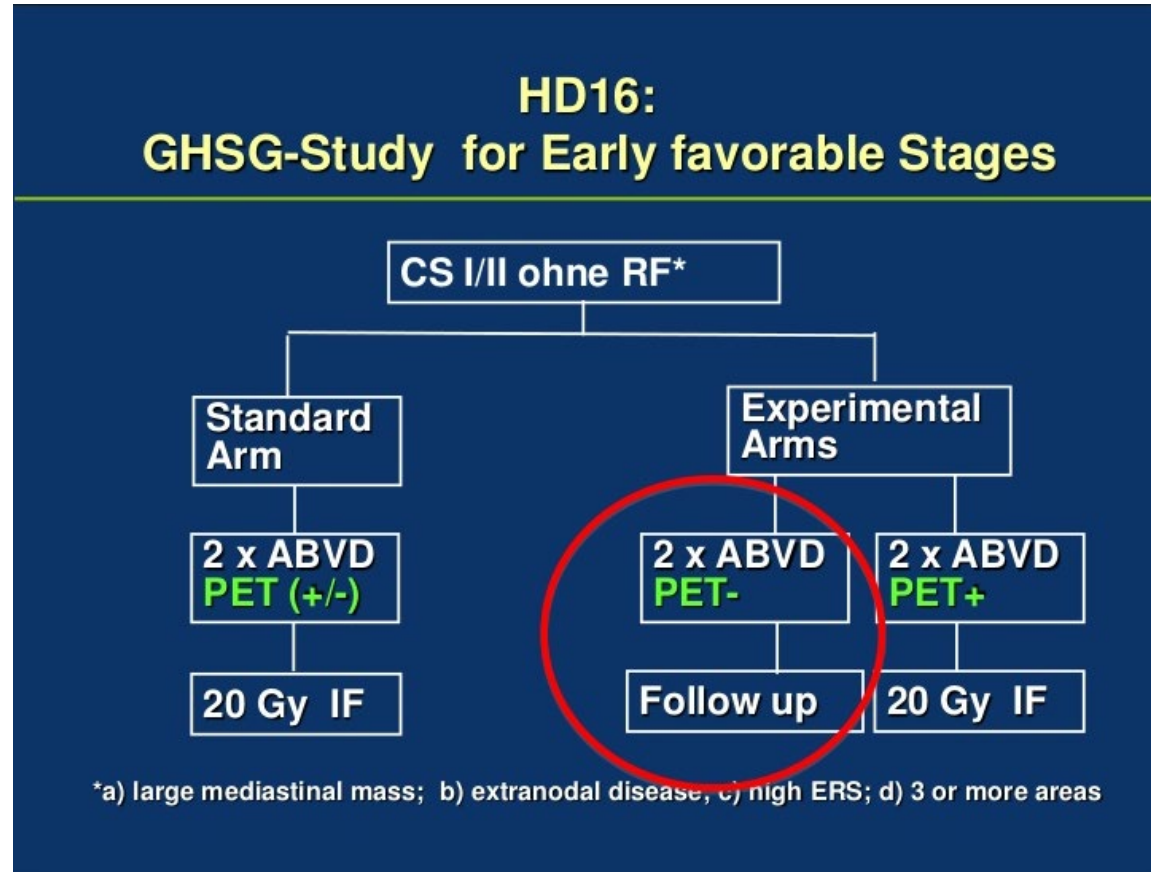 HD16:
GHSG-Study for Early favorable Stages
CS I/II ohne RF*
Standard
Arm
Experimental
Arms
2 x ABVD
PET (+/-)
2 x ABVD
PET-
2 x ABVD
PET+
20 Gy IF
Follow up
20 Gy IF
*a) large mediastinal mass; b) extranodal disease; c) high ERS; d) 3 or more areas